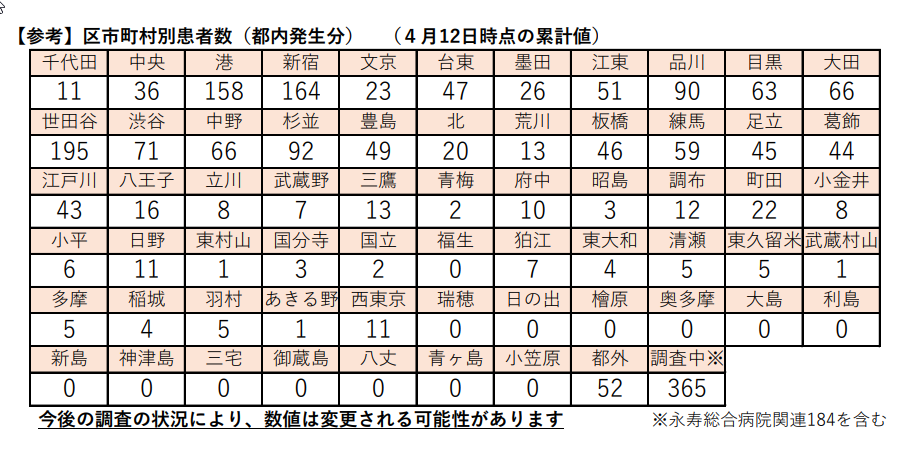 【参考】区市町村別患者数（都内発生分）　（４月12日時点の累計値）
千代田 中央 港 新宿 文京 台東 墨田 江東 品川 目黒 大田
11 36 158 164 23 47 26 51 90 63 66
世田谷 渋谷 中野 杉並 豊島 北 荒川 板橋 練馬 足立 葛飾
195 71 66 92 49 20 13 46 59 45 44
江戸川 八王子 立川 武蔵野 三鷹 青梅 府中 昭島 調布 町田 小金井
43 16 8 7 13 2 10 3 12 22 8
小平 日野 東村山 国分寺 国立 福生 狛江 東大和 清瀬 東久留米 武蔵村山
6 11 1 3 2 0 7 4 5 5 1
多摩 稲城 羽村 あきる野 西東京 瑞穂 日の出 檜原 奥多摩 大島 利島
5 4 5 1 11 0 0 0 0 0 0
新島 神津島 三宅 御蔵島 八丈 青ヶ島 小笠原 都外 調査中※
0 0 0 0 0 0 0 52 365
今後の調査の状況により、数値は変更される可能性があります
※永寿総合病院関連184を含む